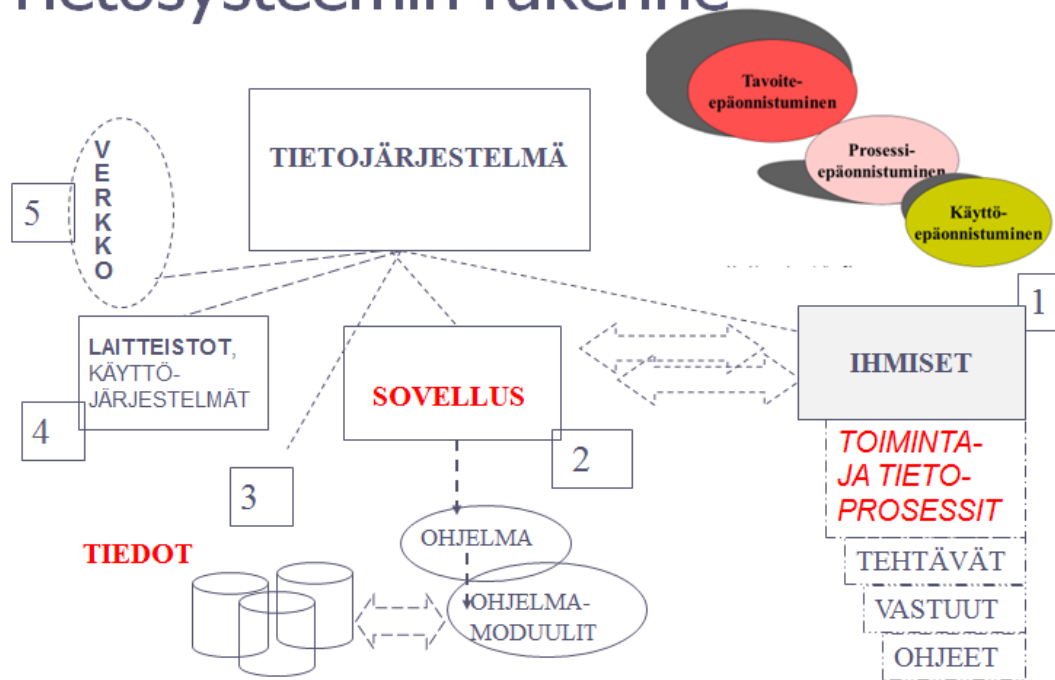 Tietosysteemin rakenne
Tavoite-
epäonnistuminen
Prosessi-
epäonnistuminen
Käyttö-
epäonnistuminen
TIETOJÄRJESTELMÄ
VERKKO
5
1
LAITTEISTOT,
KÄYTTÖ-
JÄRJESTELMÄT
4
SOVELLUS
2
IHMISET
3
TOIMINTA-
JA TIETO-
PROSESSIT
TEHTÄVÄT
VASTUUT
OHJEET
TIEDOT
OHJELMA
OHJELMA-
MODUULIT